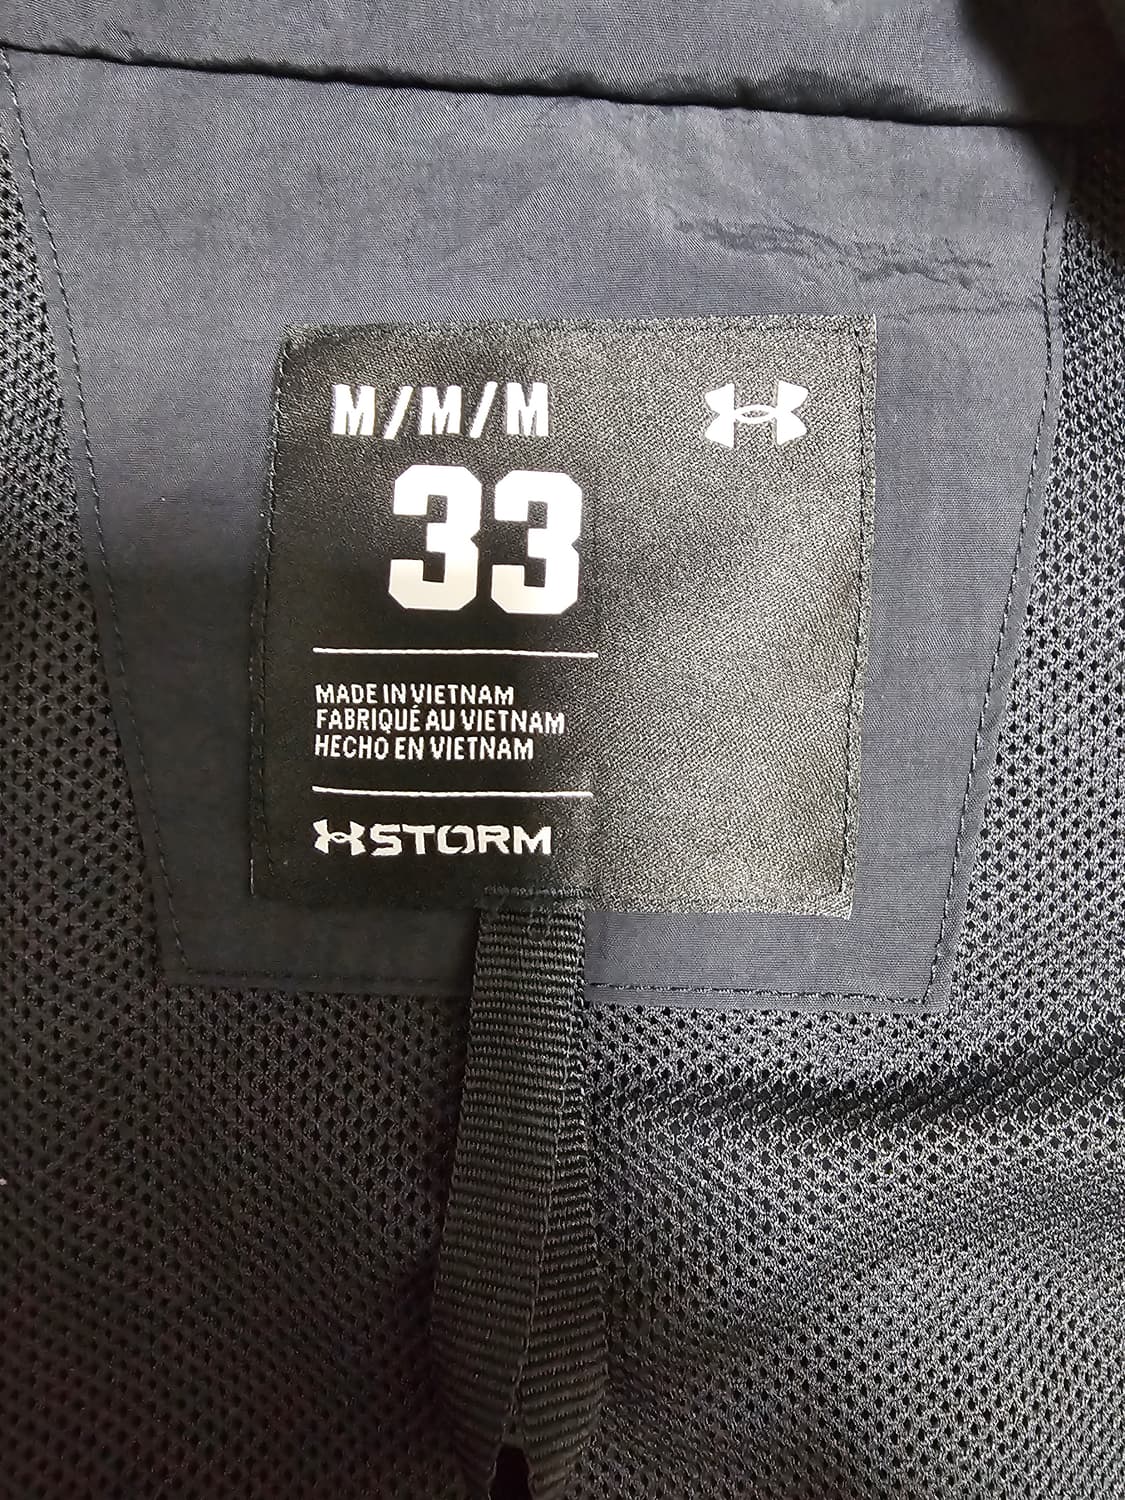 M/M/M
33
MADE IN VIETNAM
FABRIQUÉ AU VIETNAM
HECHO EN VIETNAM
STORM